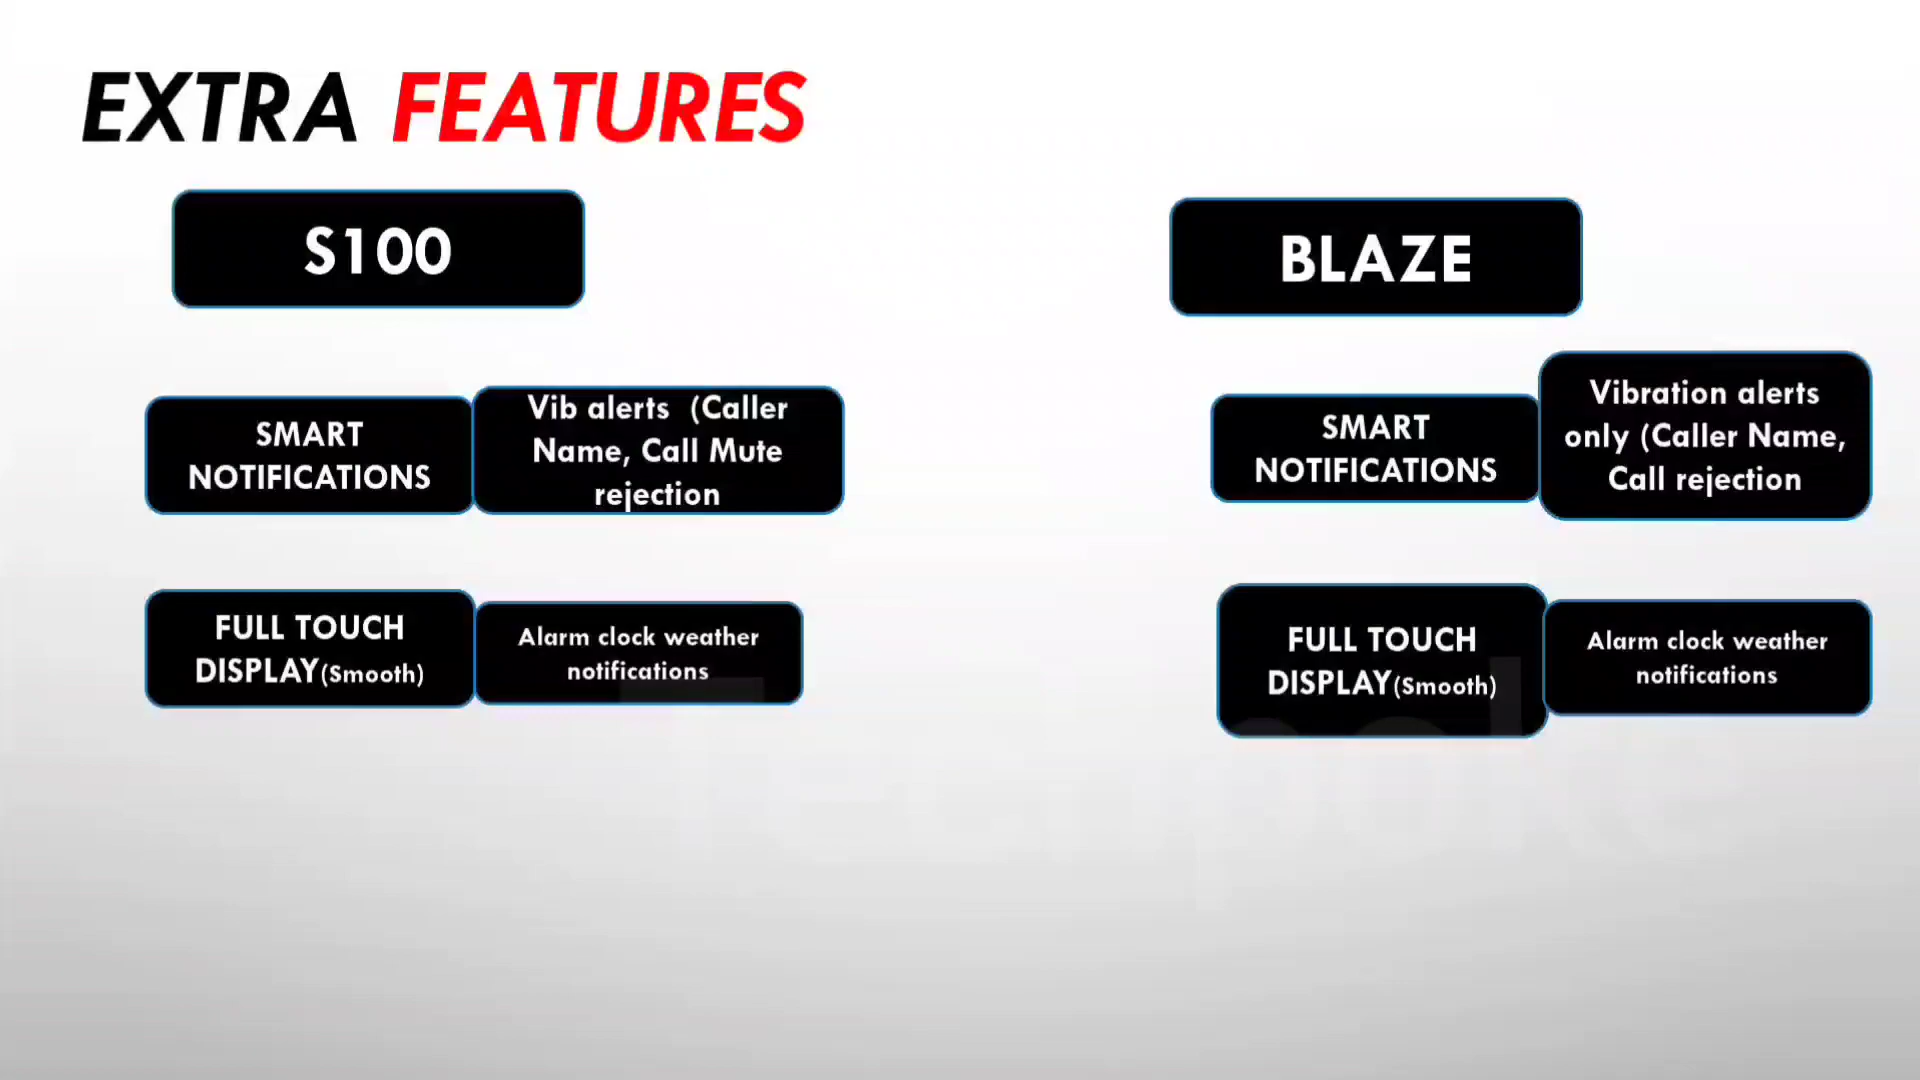 EXTRA FEATURES
S100
BLAZE
SMART
NOTIFICATIONS
Vib alerts (Caller
Name, Call Mute
rejection
SMART
NOTIFICATIONS
Vibration alerts
only (Caller Name,
Call rejection
FULL TOUCH
DISPLAY(Smooth)
Alarm clock weather
notifications
FULL TOUCH
DISPLAY(Smooth)
Alarm clock weather
notifications